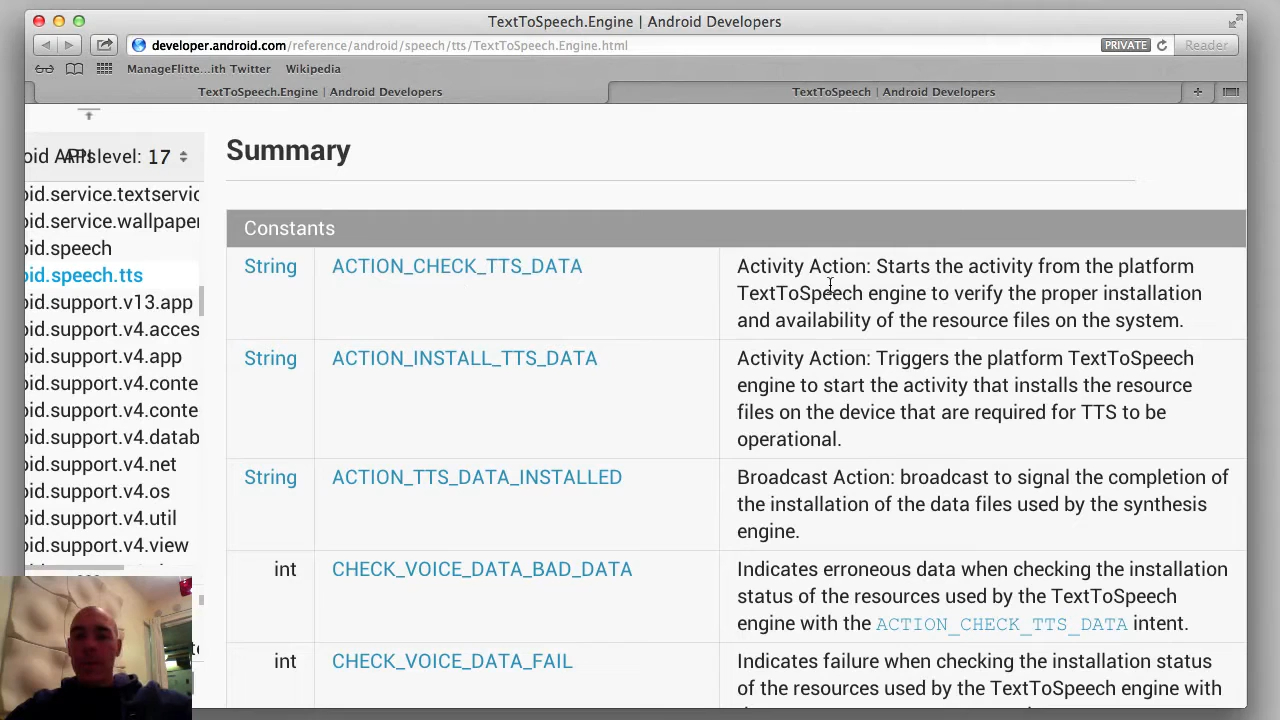 TextToSpeech.Engine | Android Developers
developer.android.com/reference/android/speech/tts/TextToSpeech.Engine.html
PRIVATE
Reader
ManageFlitte...ith Twitter Wikipedia
TextToSpeech.Engine | Android Developers
TextToSpeech | Android Developers
level: 17
oid.service.textservic
oid.service.wallpaper
oid.speech
oid.speech.tts
oid.support.v13.app
oid.support.v4.acces
oid.support.v4.app
oid.support.v4.conte
oid.support.v4.conte
oid.support.v4.datab
oid.support.v4.net
oid.support.v4.os
oid.support.v4.util
oid.support.v4.view
Summary
Constants
String ACTION_CHECK_TTS_DATA Activity Action: Starts the activity from the platform
TextToSpeech engine to verify the proper installation
and availability of the resource files on the system.
String ACTION_INSTALL_TTS_DATA Activity Action: Triggers the platform TextToSpeech
engine to start the activity that installs the resource
files on the device that are required for TTS to be
operational.
String ACTION_TTS_DATA_INSTALLED Broadcast Action: broadcast to signal the completion of
the installation of the data files used by the synthesis
engine.
int CHECK_VOICE_DATA_BAD_DATA Indicates erroneous data when checking the installation
status of the resources used by the TextToSpeech
engine with the ACTION_CHECK_TTS_DATA intent.
int CHECK_VOICE_DATA_FAIL Indicates failure when checking the installation status
of the resources used by the TextToSpeech engine with